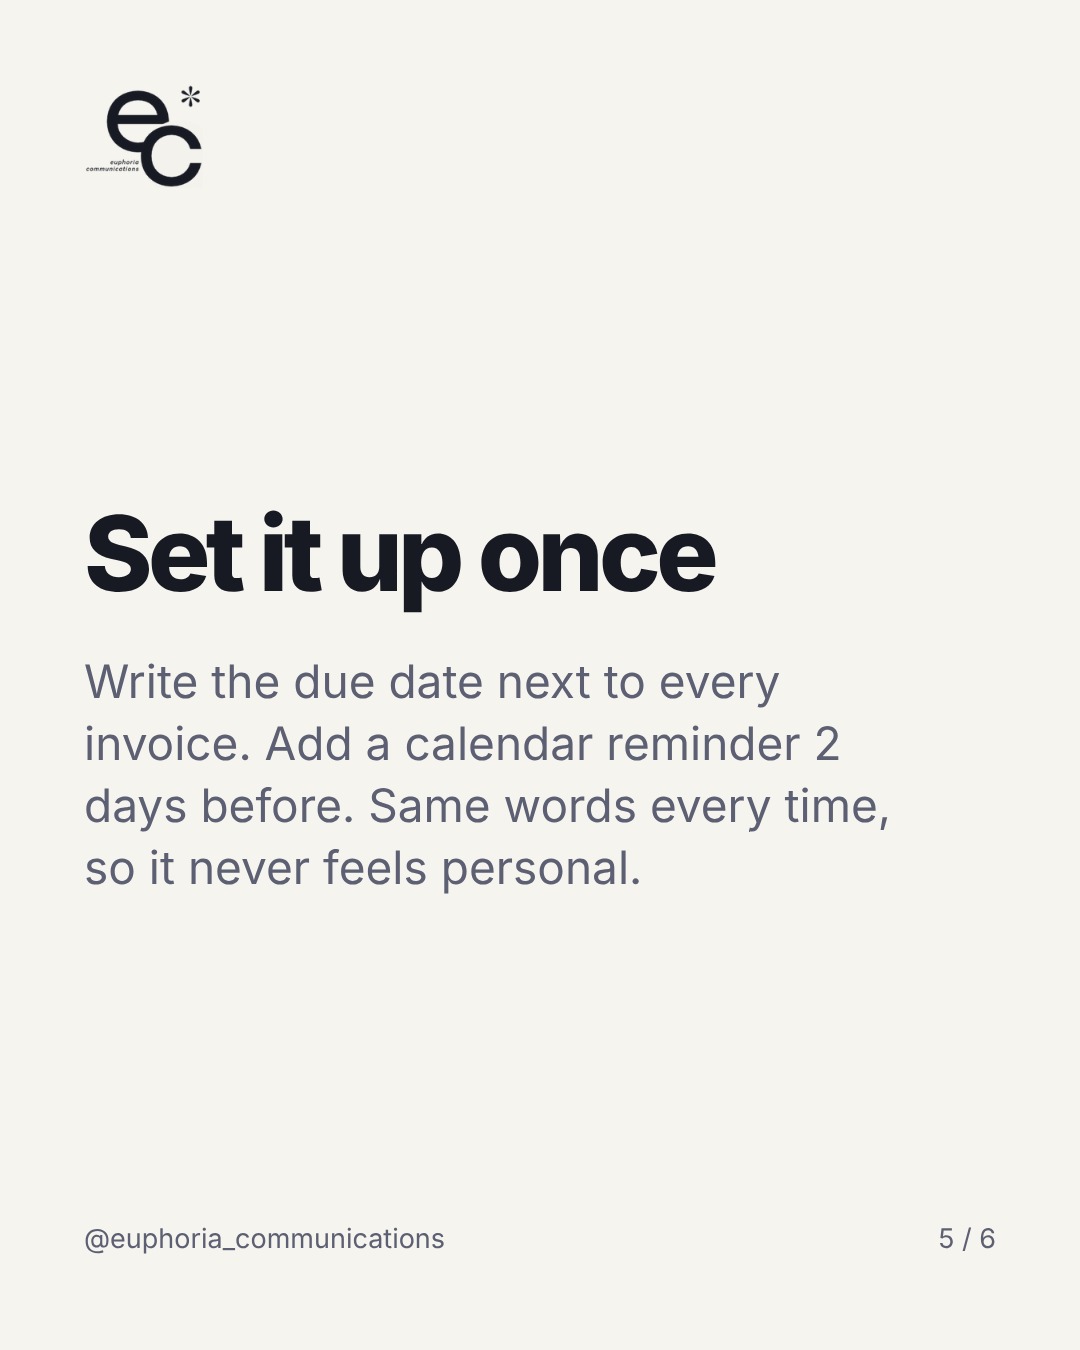 ec*
euphoria
communications
Set it up once
Write the due date next to every
invoice. Add a calendar reminder 2
days before. Same words every time,
so it never feels personal.
@euphoria_communications
5 / 6